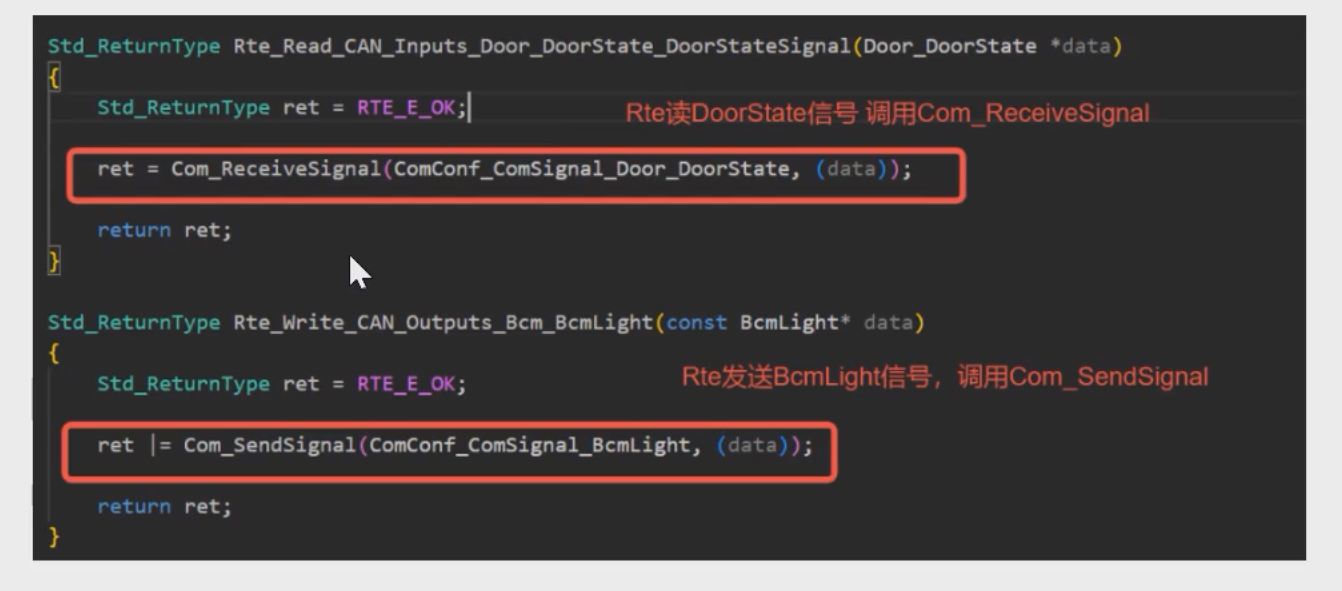 Std_ReturnType Rte_Read_CAN_Inputs_Door_DoorState_DoorStateSignal(Door_DoorState *data)
{
Std_ReturnType ret = RTE_E_OK;
Rte读DoorState信号 调用Com_ReceiveSignal
ret = Com_ReceiveSignal(ComConf_ComSignal_Door_DoorState, (data));
return ret;
}
Std_ReturnType Rte_Write_CAN_Outputs_Bcm_BcmLight(const BcmLight* data)
{
Std_ReturnType ret = RTE_E_OK;
Rte发送BcmLight信号，调用Com_SendSignal
ret |= Com_SendSignal(ComConf_ComSignal_BcmLight, (data));
return ret;
}